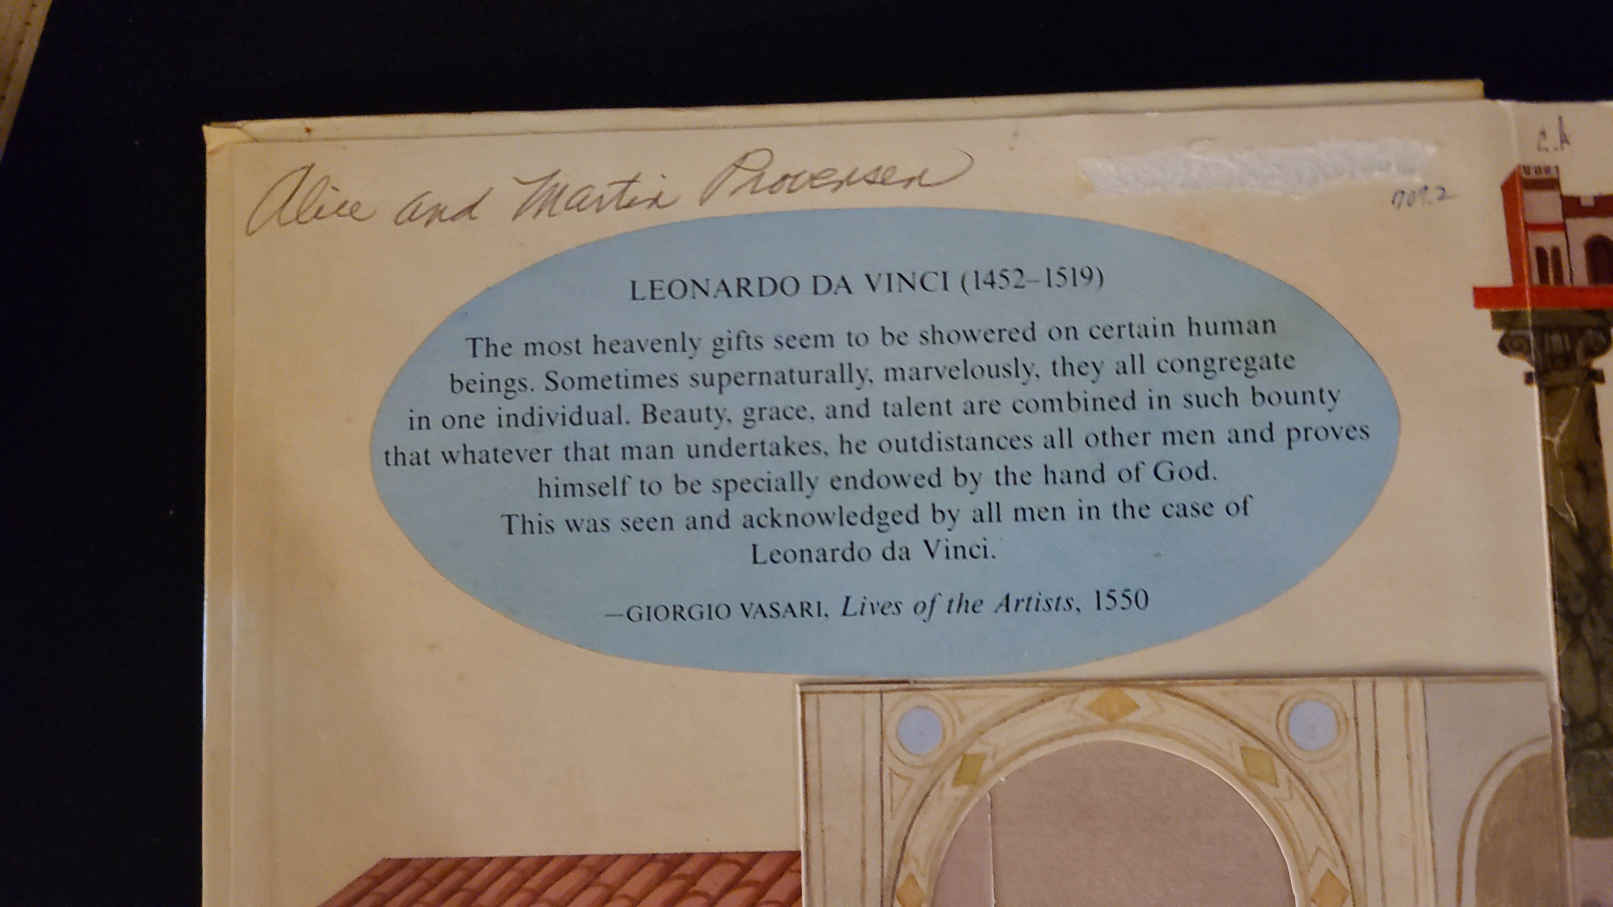 Alice and Martin Provensen
709.2
LEONARDO DA VINCI (1452–1519)
The most heavenly gifts seem to be showered on certain human
beings. Sometimes supernaturally, marvelously, they all congregate
in one individual. Beauty, grace, and talent are combined in such bounty
that whatever that man undertakes, he outdistances all other men and proves
himself to be specially endowed by the hand of God.
This was seen and acknowledged by all men in the case of
Leonardo da Vinci.
—GIORGIO VASARI, Lives of the Artists, 1550